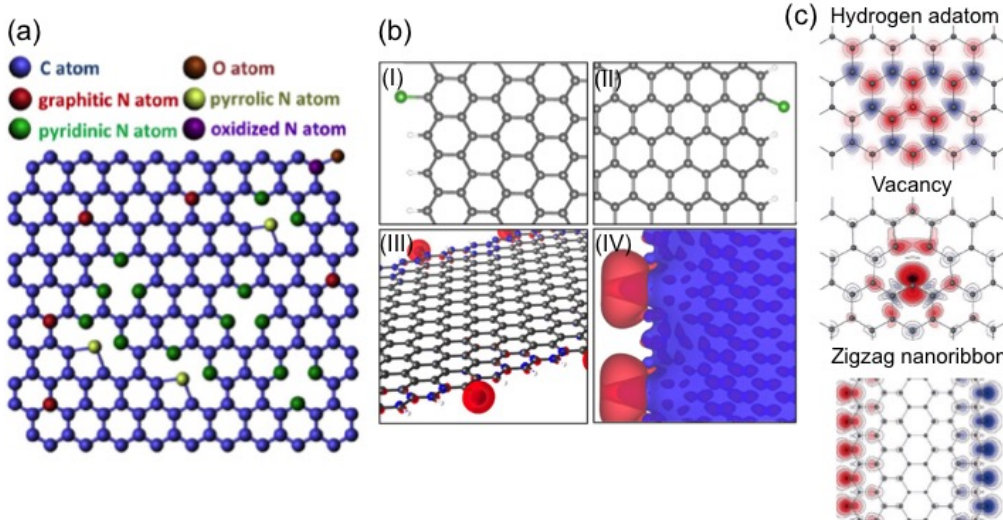 (a)
C atom
O atom
graphitic N atom
pyrrolic N atom
pyridinic N atom
oxidized N atom
(b)
(I)
(II)
(III)
(IV)
(c)
Hydrogen adatom
Vacancy
Zigzag nanoribbon